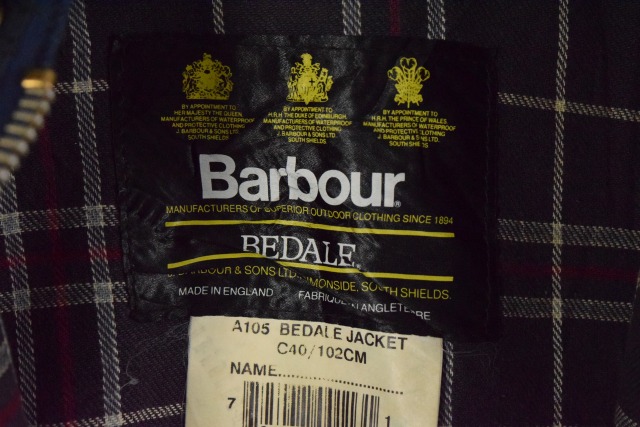 BY APPOINTMENT TO
HER MAJESTY THE QUEEN
MANUFACTURERS OF WATERPROOF
AND PROTECTIVE CLOTHING
J. BARBOUR & SONS LTD.
SOUTH SHIELDS.
BY APPOINTMENT TO
H.R.H. THE DUKE OF EDINBURGH
MANUFACTURERS OF WATERPROOF
AND PROTECTIVE CLOTHING
J. BARBOUR & SONS LTD.
SOUTH SHIELDS.
BY APPOINTMENT TO
H.R.H. THE PRINCE OF WALES
MANUFACTURERS OF WATERPROOF
AND PROTECTIVE CLOTHING
J. BARBOUR & SONS LTD.
SOUTH SHIELDS.
Barbour®
MANUFACTURERS OF SUPERIOR OUTDOOR CLOTHING SINCE 1894
BEDALE
J. BARBOUR & SONS LTD. SIMONSIDE, SOUTH SHIELDS.
MADE IN ENGLAND FABRIQUE EN ANGLETERRE
A105 BEDALE JACKET
C40/102CM
NAME
7 1